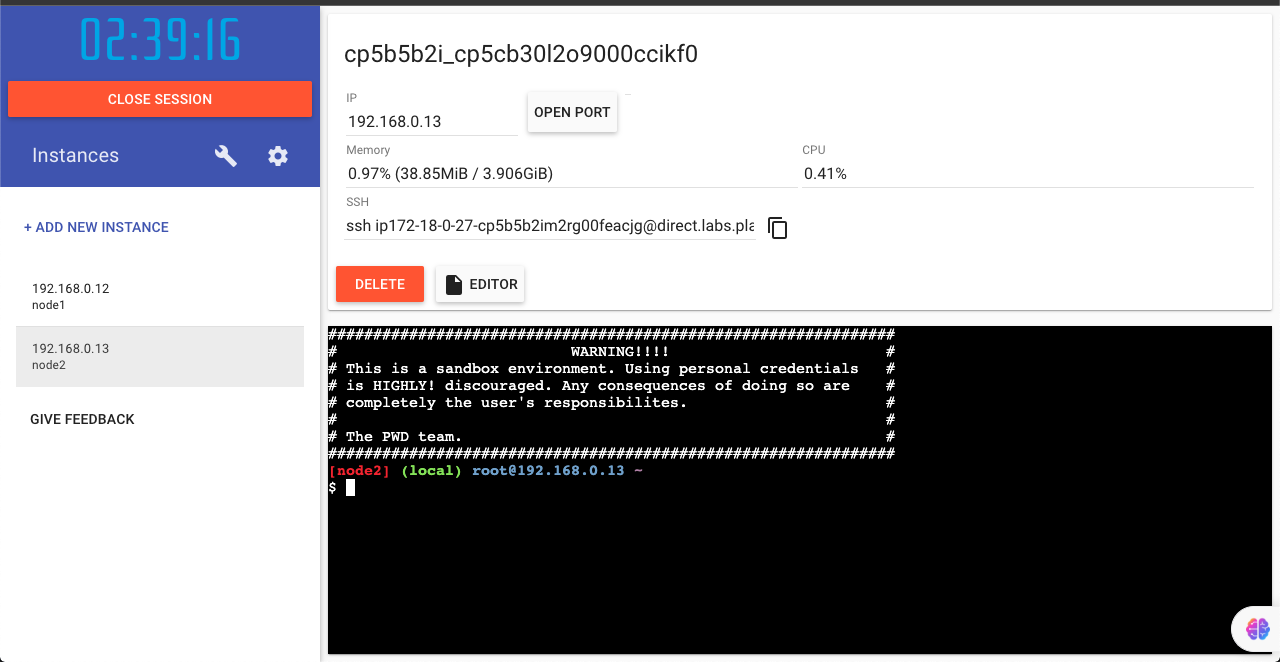 02:39:16
CLOSE SESSION
Instances
+ ADD NEW INSTANCE
192.168.0.12
node1
192.168.0.13
node2
GIVE FEEDBACK
cp5b5b2i_cp5cb30l2o9000ccikf0
IP
192.168.0.13
OPEN PORT
Memory
0.97% (38.85MiB / 3.906GiB)
CPU
0.41%
SSH
ssh ip172-18-0-27-cp5b5b2im2rg00feacjg@direct.labs.pla
DELETE
EDITOR
###############################################################
# WARNING!!!! #
# This is a sandbox environment. Using personal credentials #
# is HIGHLY! discouraged. Any consequences of doing so are #
# completely the user's responsibilites. #
# #
# The PWD team. #
###############################################################
[node2] (local) root@192.168.0.13 ~
$